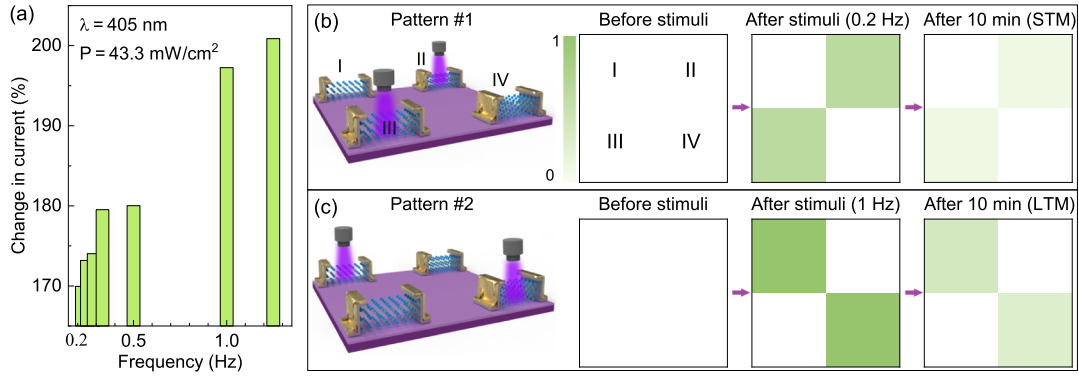 (a)
λ = 405 nm
P = 43.3 mW/cm²
200
190
180
170
Change in current (%)
0.2
0.5
1.0
Frequency (Hz)
(b)
Pattern #1
I
II
III
IV
1
0
Before stimuli
I
II
III
IV
After stimuli (0.2 Hz)
After 10 min (STM)
(c)
Pattern #2
Before stimuli
After stimuli (1 Hz)
After 10 min (LTM)